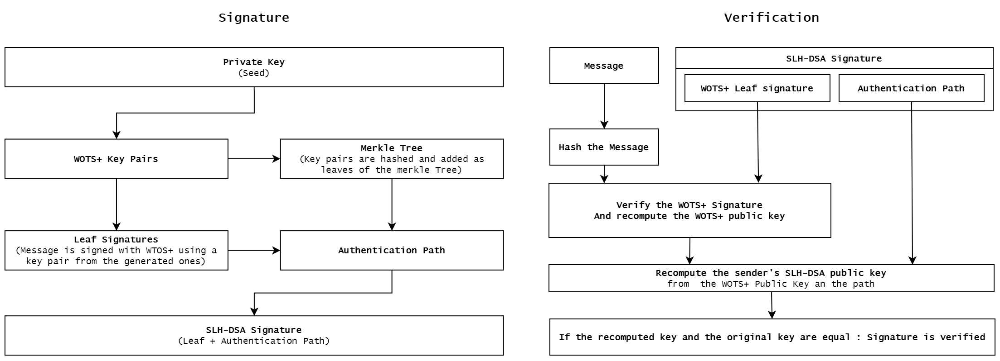 Signature
Private Key
(Seed)
WOTS+ Key Pairs
Merkle Tree
(Key pairs are hashed and added as
leaves of the merkle Tree)
Leaf Signatures
(Message is signed with WTOS+ using a
key pair from the generated ones)
Authentication Path
SLH-DSA Signature
(Leaf + Authentication Path)
Verification
Message
SLH-DSA Signature
WOTS+ Leaf signature
Authentication Path
Hash the Message
Verify the WOTS+ Signature
And recompute the WOTS+ public key
Recompute the sender's SLH-DSA public key
from  the WOTS+ Public Key an the path
If the recomputed key and the original key are equal : Signature is verified